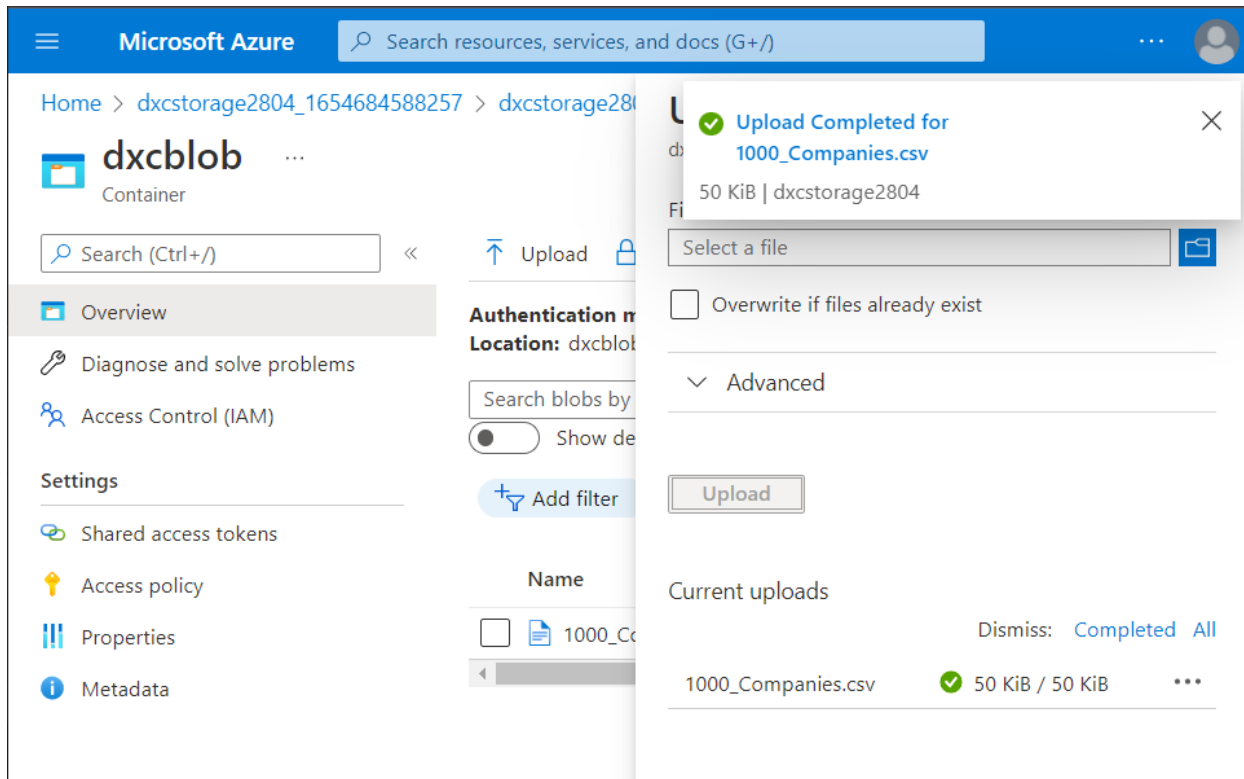 Microsoft Azure
Search resources, services, and docs (G+/)
Home > dxcstorage2804_1654684588257 > dxcstorage280
dxcblob ...
Container
Search (Ctrl+/)
Overview
Diagnose and solve problems
Access Control (IAM)
Settings
Shared access tokens
Access policy
Properties
Metadata
Upload
Authentication m
Location: dxcblob
Search blobs by
Show de
Add filter
Name
1000_Co
Upload Completed for
1000_Companies.csv
50 KiB | dxcstorage2804
Select a file
Overwrite if files already exist
Advanced
Upload
Current uploads
Dismiss: Completed All
1000_Companies.csv 50 KiB / 50 KiB